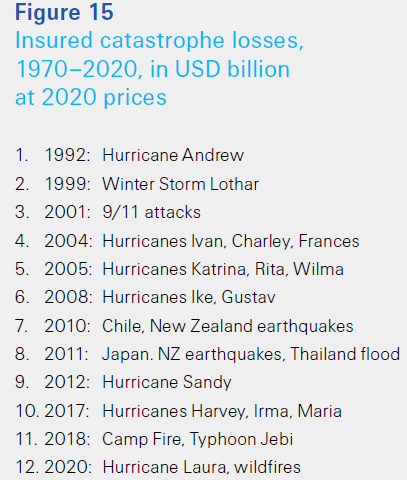 Figure 15
Insured catastrophe losses,
1970–2020, in USD billion
at 2020 prices
1. 1992: Hurricane Andrew
2. 1999: Winter Storm Lothar
3. 2001: 9/11 attacks
4. 2004: Hurricanes Ivan, Charley, Frances
5. 2005: Hurricanes Katrina, Rita, Wilma
6. 2008: Hurricanes Ike, Gustav
7. 2010: Chile, New Zealand earthquakes
8. 2011: Japan. NZ earthquakes, Thailand flood
9. 2012: Hurricane Sandy
10. 2017: Hurricanes Harvey, Irma, Maria
11. 2018: Camp Fire, Typhoon Jebi
12. 2020: Hurricane Laura, wildfires